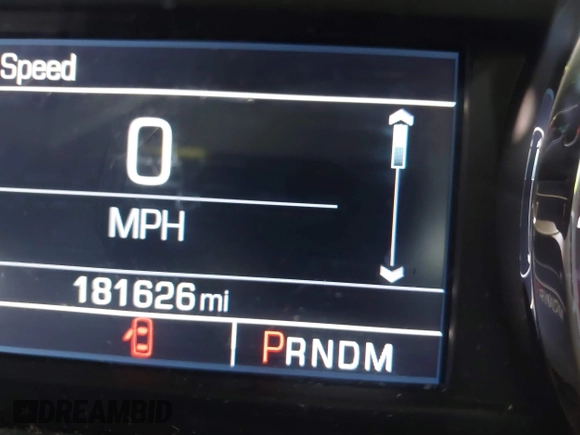 Speed
0
MPH
181626 mi
PRNDM
DREAMBID